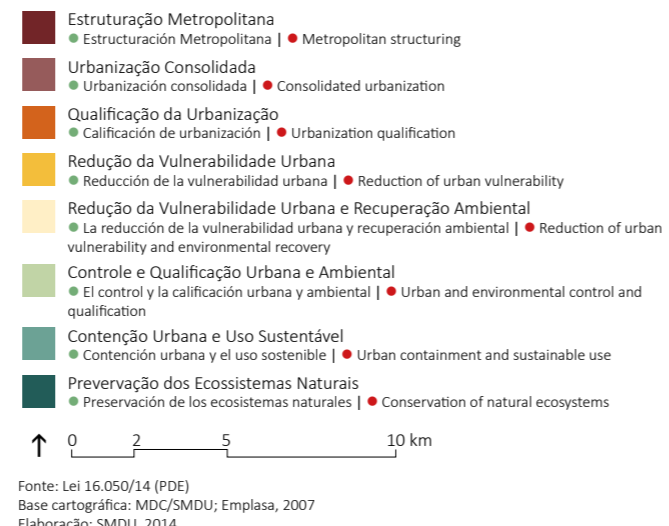 Estruturação Metropolitana
● Estructuración Metropolitana | ● Metropolitan structuring
Urbanização Consolidada
● Urbanización consolidada | ● Consolidated urbanization
Qualificação da Urbanização
● Calificación de urbanización | ● Urbanization qualification
Redução da Vulnerabilidade Urbana
● Reducción de la vulnerabilidad urbana | ● Reduction of urban vulnerability
Redução da Vulnerabilidade Urbana e Recuperação Ambiental
● La reducción de la vulnerabilidad urbana y recuperación ambiental | ● Reduction of urban
vulnerability and environmental recovery
Controle e Qualificação Urbana e Ambiental
● El control y la calificación urbana y ambiental | ● Urban and environmental control and
qualification
Contenção Urbana e Uso Sustentável
● Contención urbana y el uso sostenible | ● Urban containment and sustainable use
Prevervação dos Ecossistemas Naturais
● Preservación de los ecosistemas naturales | ● Conservation of natural ecosystems
↑ 0 2 5 10 km
Fonte: Lei 16.050/14 (PDE)
Base cartográfica: MDC/SMDU; Emplasa, 2007
Elaboração: SMDU, 2014